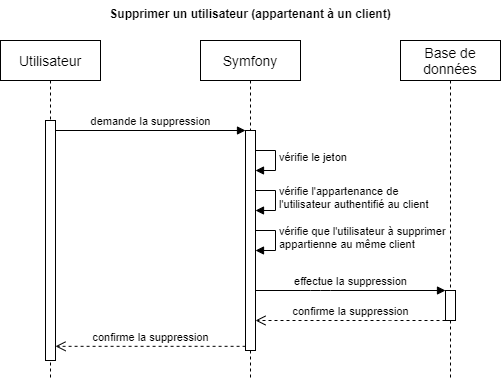 Supprimer un utilisateur (appartenant à un client)
Utilisateur
Symfony
Base de
données
demande la suppression
vérifie le jeton
vérifie l'appartenance de
l'utilisateur authentifié au client
vérifie que l'utilisateur à supprimer
appartienne au même client
effectue la suppression
confirme la suppression
confirme la suppression